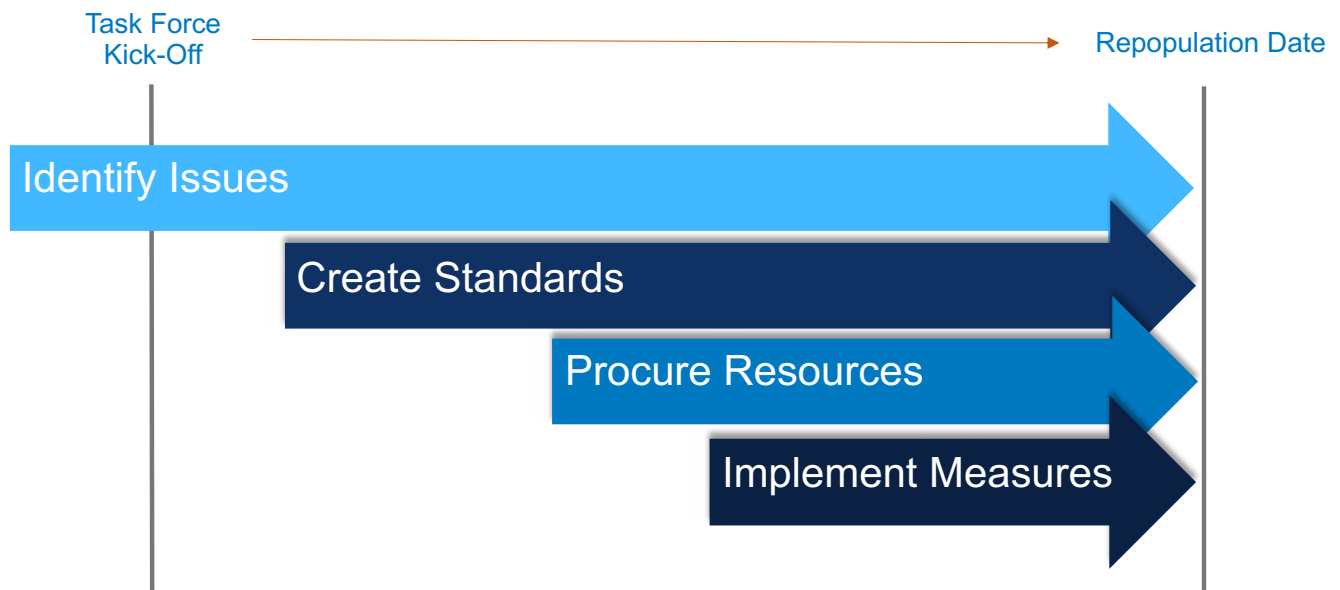 Task Force
Kick-Off
Repopulation Date
Identify Issues
Create Standards
Procure Resources
Implement Measures